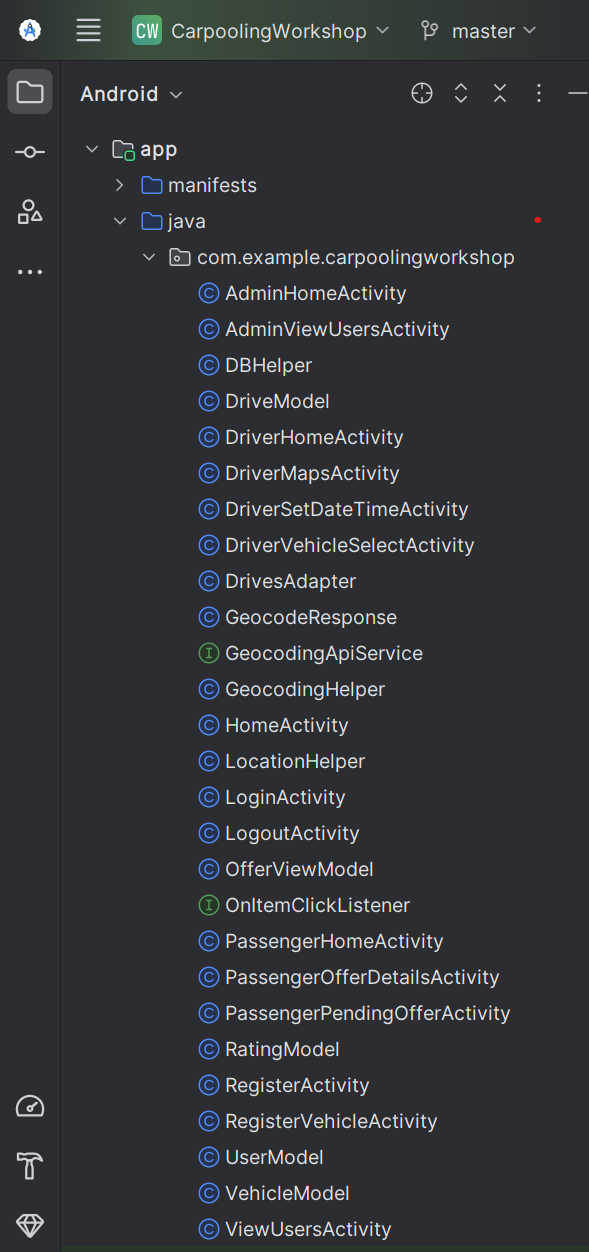 CW CarpoolingWorkshop master
Android
app
manifests
java
com.example.carpoolingworkshop
C AdminHomeActivity
C AdminViewUsersActivity
C DBHelper
C DriveModel
C DriverHomeActivity
C DriverMapsActivity
C DriverSetDateTimeActivity
C DriverVehicleSelectActivity
C DrivesAdapter
C GeocodeResponse
I GeocodingApiService
C GeocodingHelper
C HomeActivity
C LocationHelper
C LoginActivity
C LogoutActivity
C OfferViewModel
I OnItemClickListener
C PassengerHomeActivity
C PassengerOfferDetailsActivity
C PassengerPendingOfferActivity
C RatingModel
C RegisterActivity
C RegisterVehicleActivity
C UserModel
C VehicleModel
C ViewUsersActivity